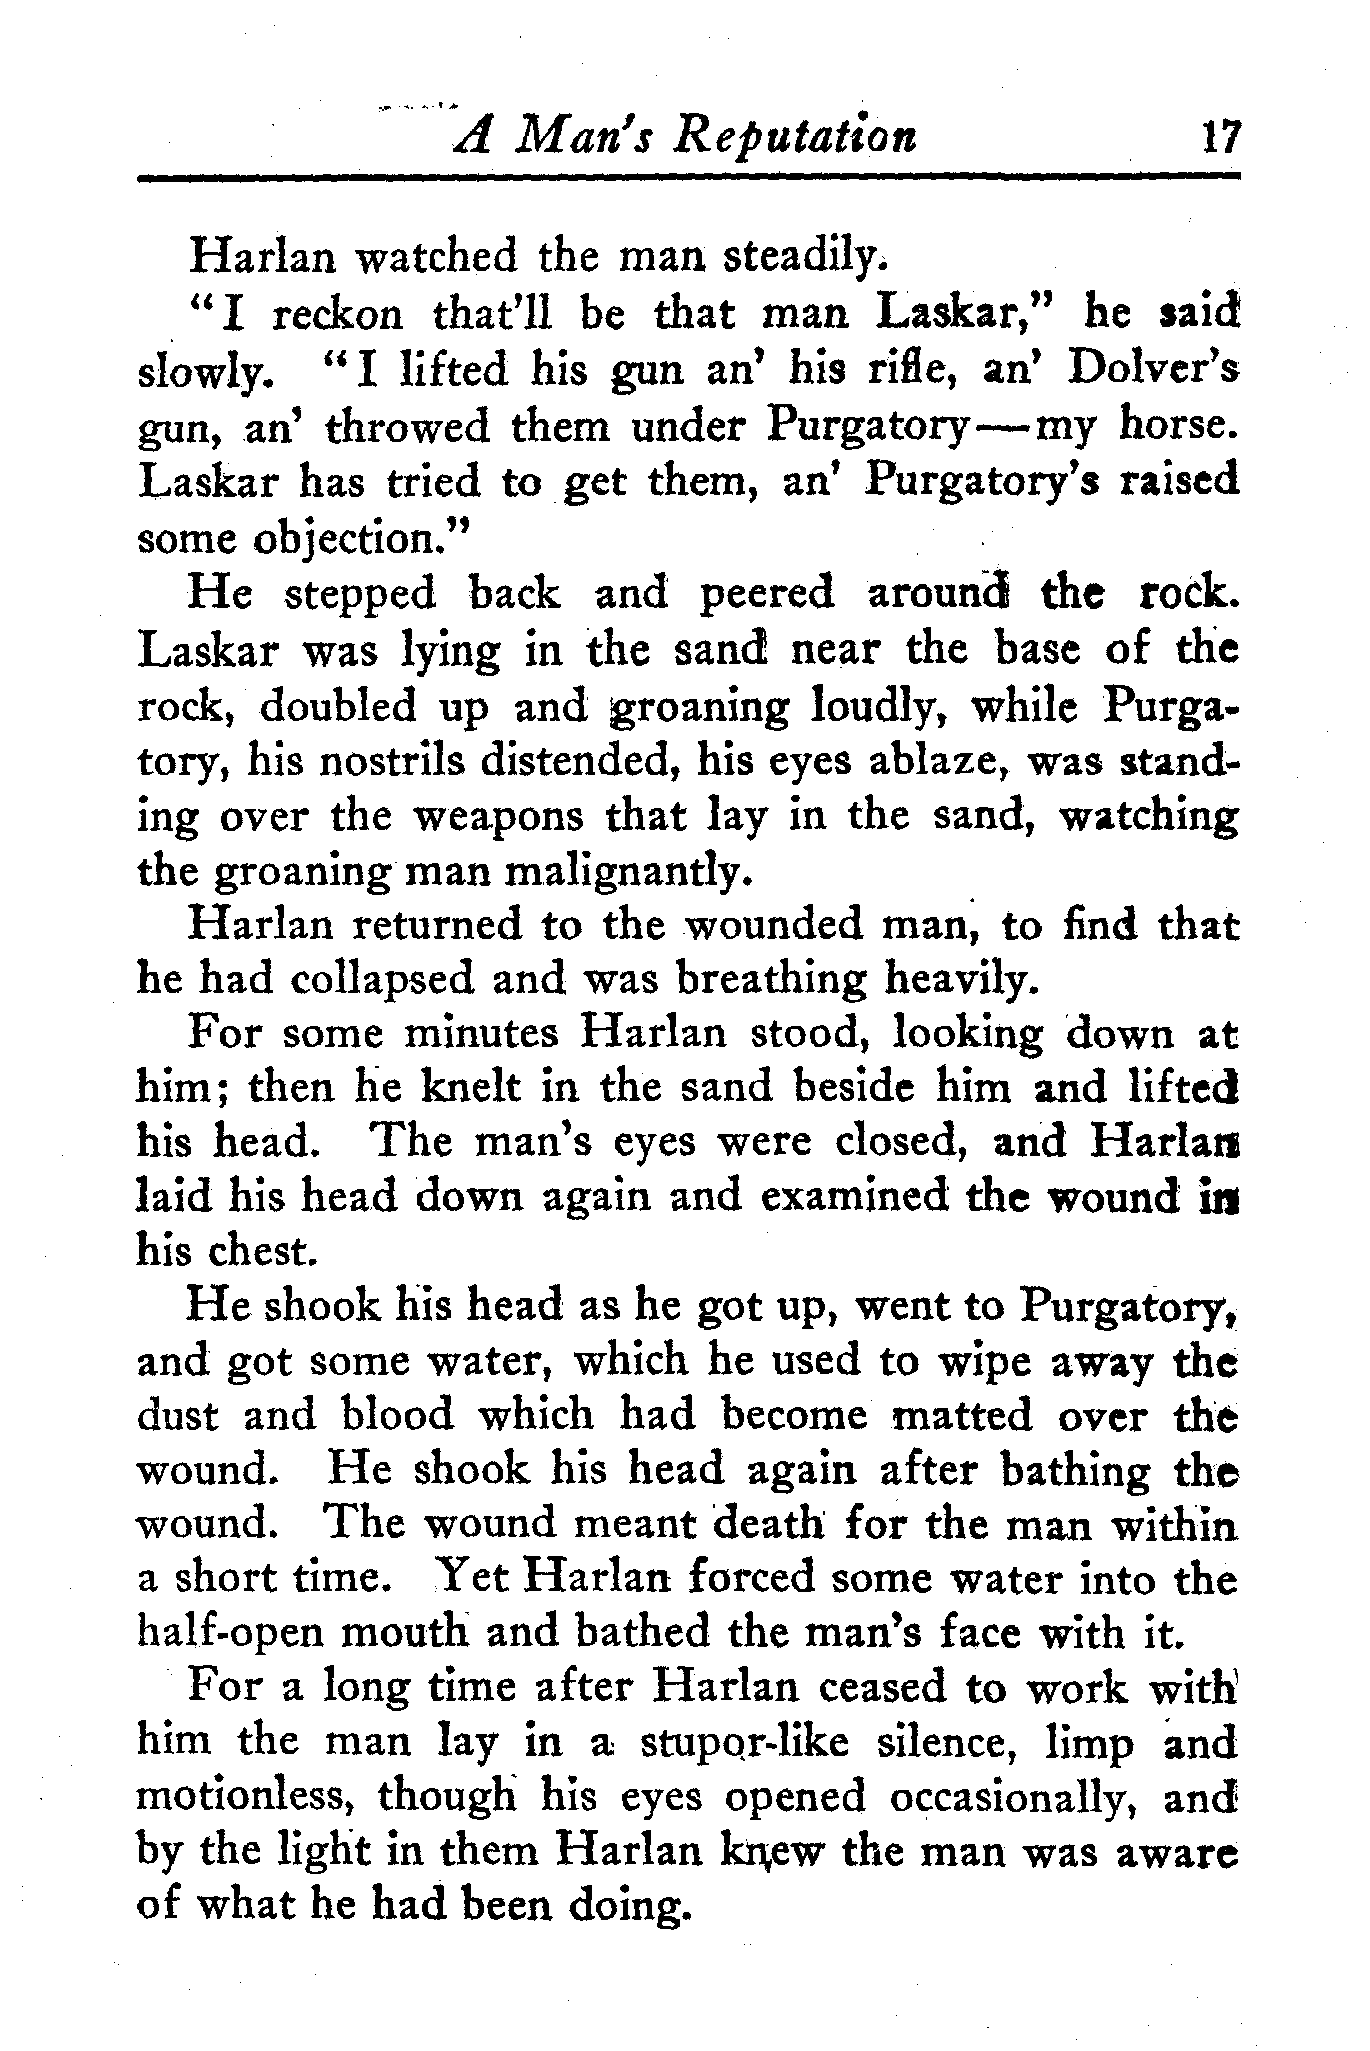 A Man's Reputation 17
Harlan watched the man steadily.
"I reckon that'll be that man Laskar," he said
slowly. "I lifted his gun an' his rifle, an' Dolver's
gun, an' throwed them under Purgatory—my horse.
Laskar has tried to get them, an' Purgatory's raised
some objection."
He stepped back and peered around the rock.
Laskar was lying in the sand near the base of the
rock, doubled up and groaning loudly, while Purga-
tory, his nostrils distended, his eyes ablaze, was stand-
ing over the weapons that lay in the sand, watching
the groaning man malignantly.
Harlan returned to the wounded man, to find that
he had collapsed and was breathing heavily.
For some minutes Harlan stood, looking down at
him; then he knelt in the sand beside him and lifted
his head. The man's eyes were closed, and Harlan
laid his head down again and examined the wound in
his chest.
He shook his head as he got up, went to Purgatory,
and got some water, which he used to wipe away the
dust and blood which had become matted over the
wound. He shook his head again after bathing the
wound. The wound meant death for the man within
a short time. Yet Harlan forced some water into the
half-open mouth and bathed the man's face with it.
For a long time after Harlan ceased to work with
him the man lay in a stupor-like silence, limp and
motionless, though his eyes opened occasionally, and
by the light in them Harlan knew the man was aware
of what he had been doing.